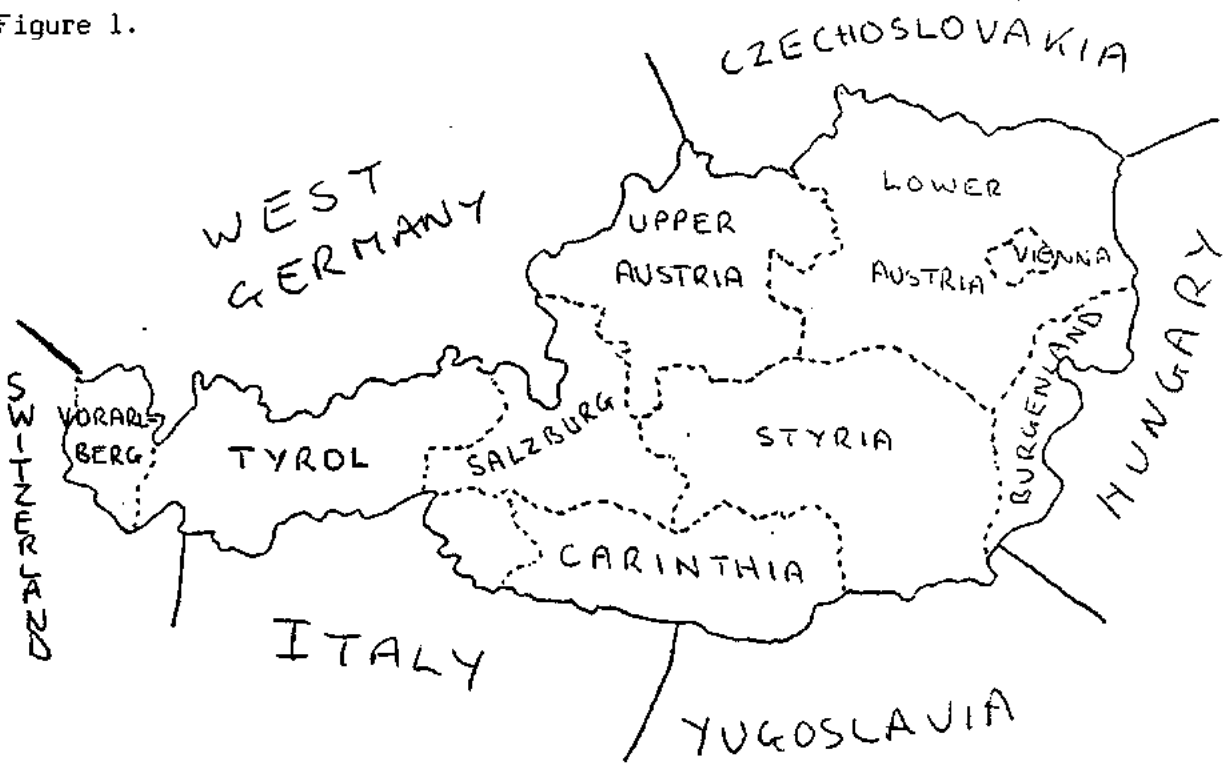 Figure 1.
CZECHOSLOVAKIA
WEST
GERMANY
LOWER
AUSTRIA
VIENNA
UPPER
AUSTRIA
BURGENLAND
HUNGARY
SWITZERLAND
VORARL-
BERG
TYROL
SALZBURG
STYRIA
CARINTHIA
ITALY
YUGOSLAVIA